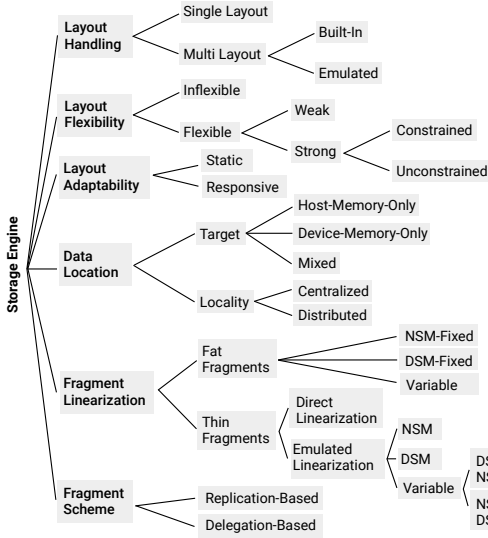 Storage Engine
Layout
Handling
Single Layout
Multi Layout
Built-In
Emulated
Layout
Flexibility
Inflexible
Flexible
Weak
Strong
Constrained
Unconstrained
Layout
Adaptability
Static
Responsive
Data
Location
Target
Host-Memory-Only
Device-Memory-Only
Mixed
Locality
Centralized
Distributed
Fragment
Linearization
Fat
Fragments
NSM-Fixed
DSM-Fixed
Variable
Thin
Fragments
Direct
Linearization
Emulated
Linearization
NSM
DSM
Variable
Fragment
Scheme
Replication-Based
Delegation-Based